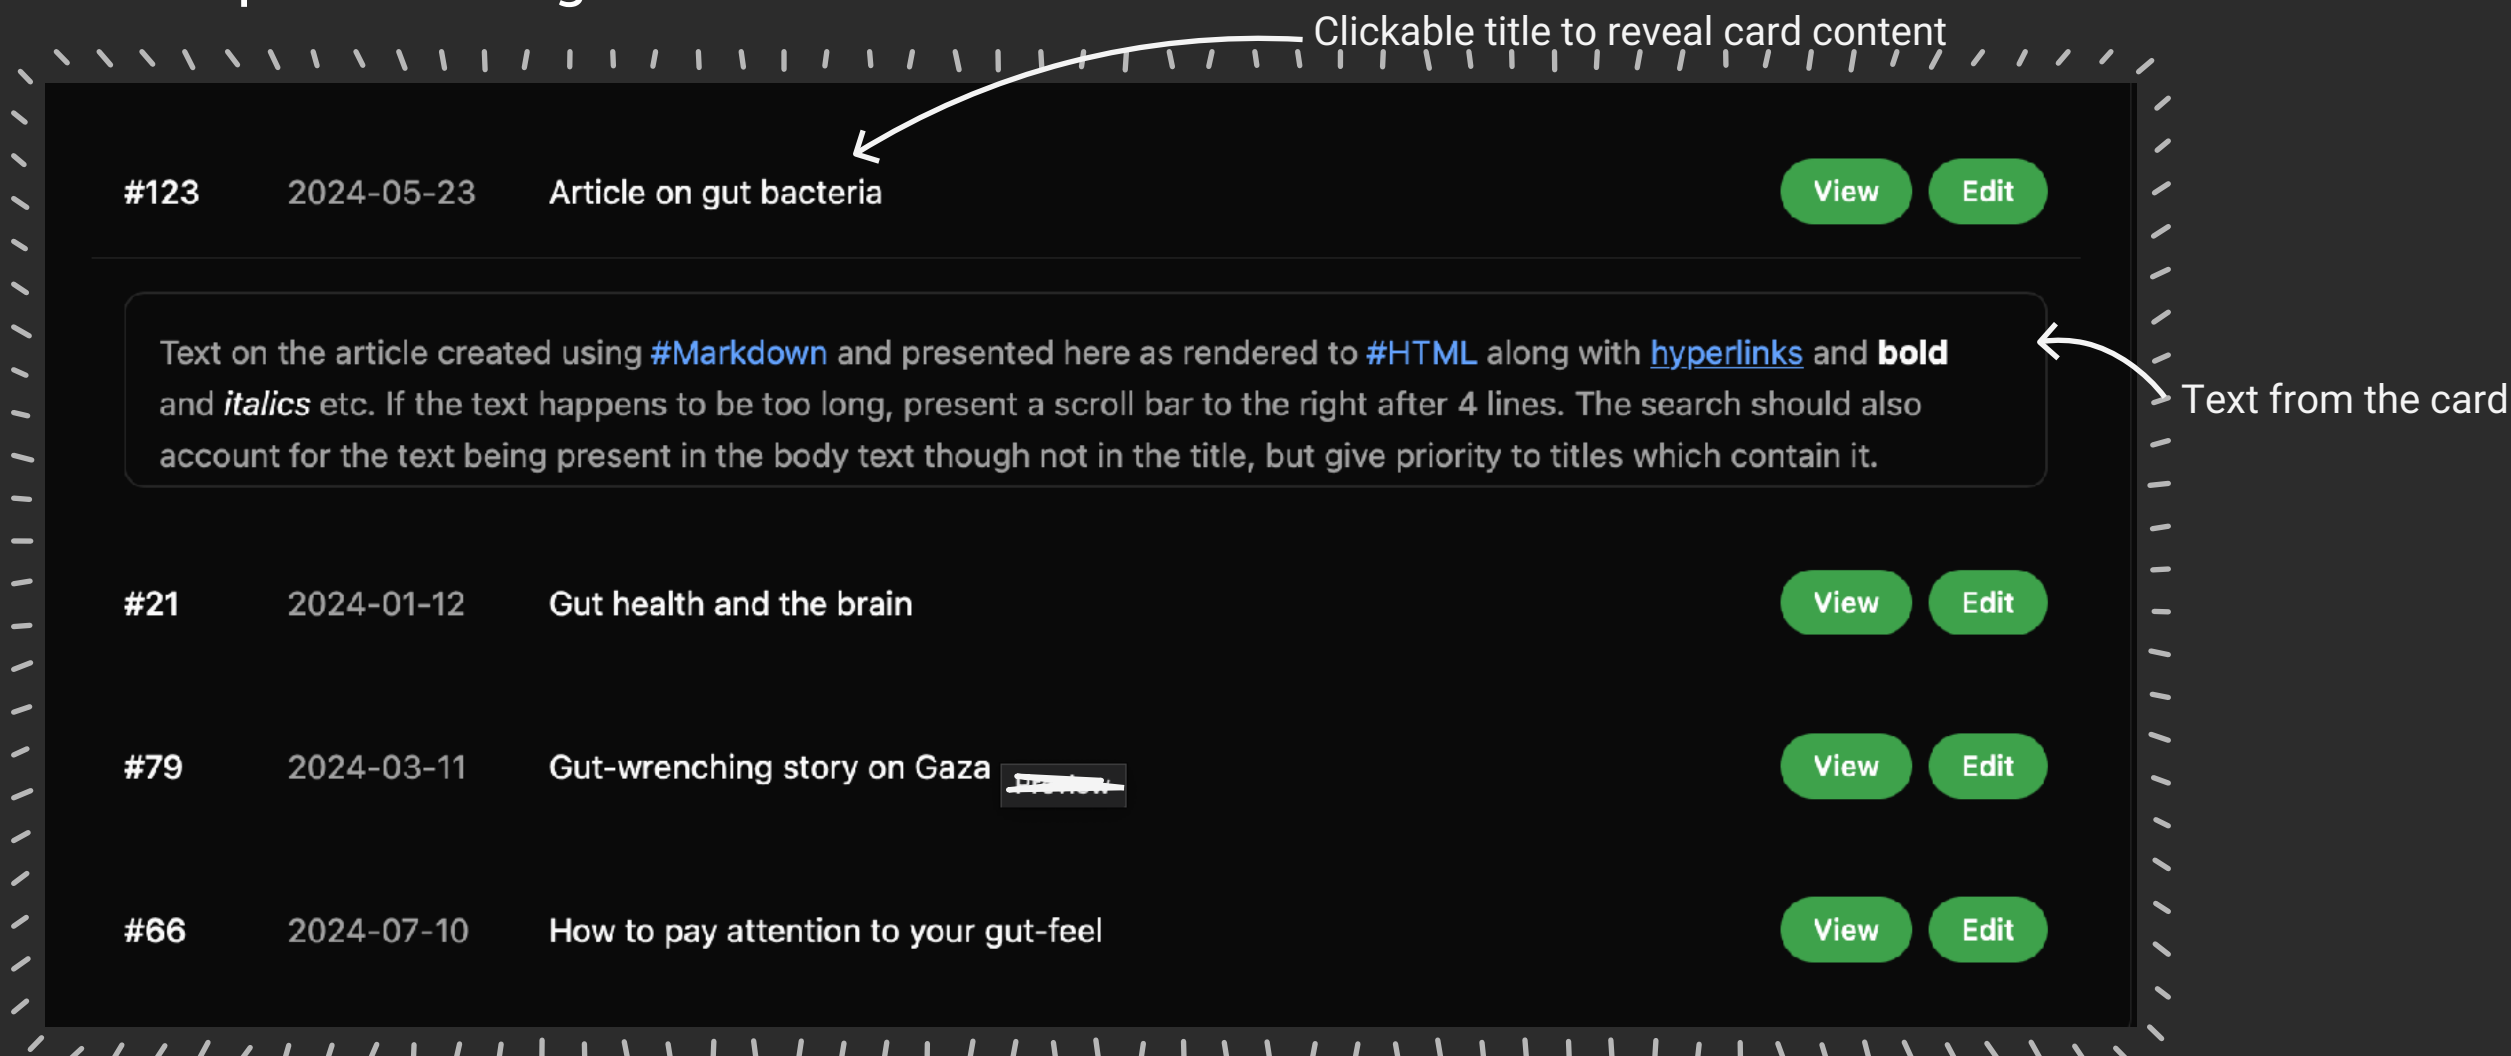 Clickable title to reveal card content
#123 2024-05-23 Article on gut bacteria View Edit
Text on the article created using #Markdown and presented here as rendered to #HTML along with hyperlinks and bold
and italics etc. If the text happens to be too long, present a scroll bar to the right after 4 lines. The search should also
account for the text being present in the body text though not in the title, but give priority to titles which contain it.
Text from the card
#21 2024-01-12 Gut health and the brain View Edit
#79 2024-03-11 Gut-wrenching story on Gaza View Edit
#66 2024-07-10 How to pay attention to your gut-feel View Edit